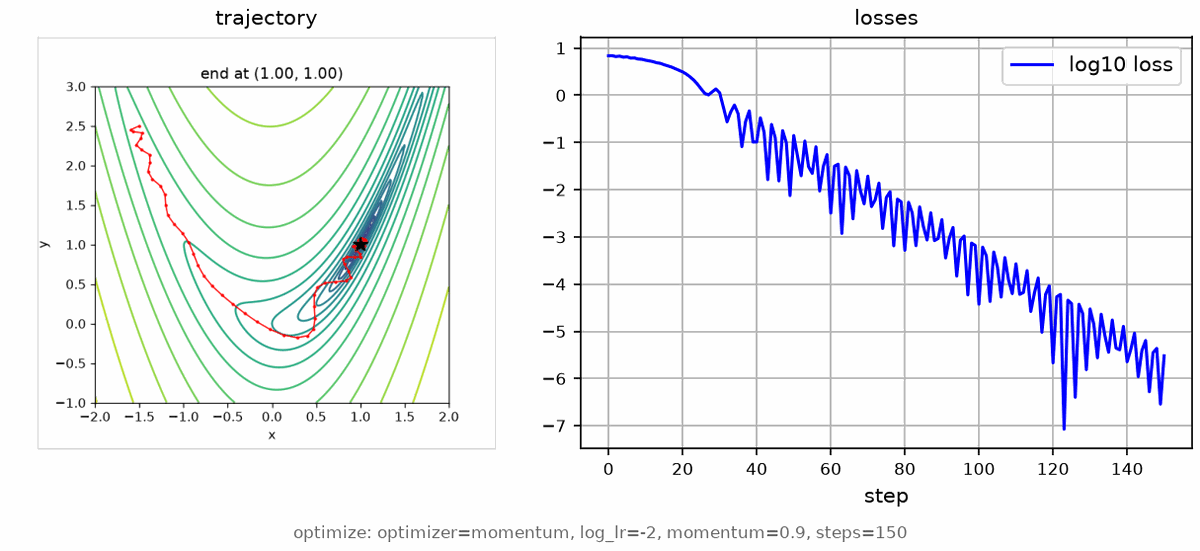 trajectory
losses
end at (1.00, 1.00)
3.0
2.5
2.0
1.5
1.0
0.5
0.0
−0.5
−1.0
y
−2.0 −1.5 −1.0 −0.5 0.0 0.5 1.0 1.5 2.0
x
log10 loss
1
0
−1
−2
−3
−4
−5
−6
−7
0 20 40 60 80 100 120 140
step
optimize: optimizer=momentum, log_lr=-2, momentum=0.9, steps=150